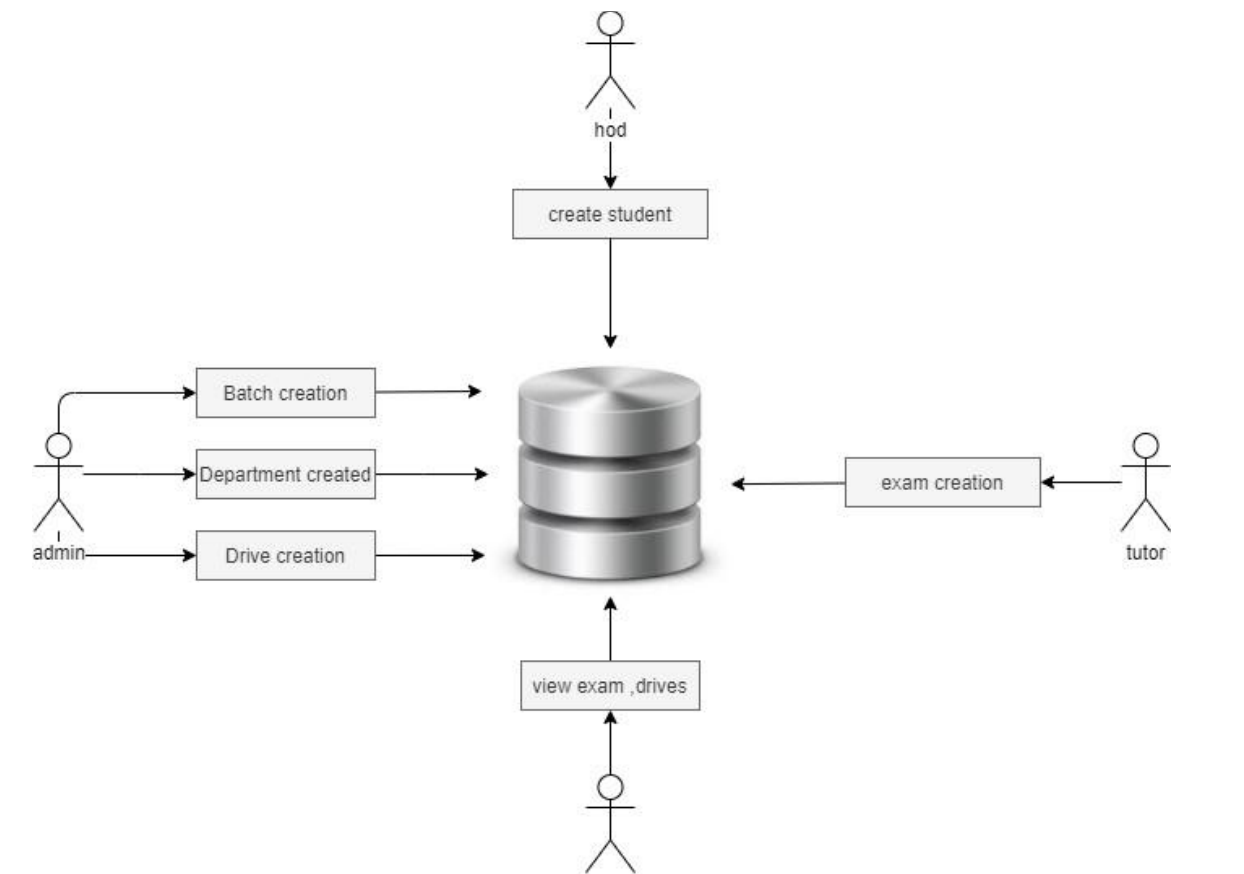 hod
create student
Batch creation
Department created
Drive creation
admin
exam creation
tutor
view exam ,drives